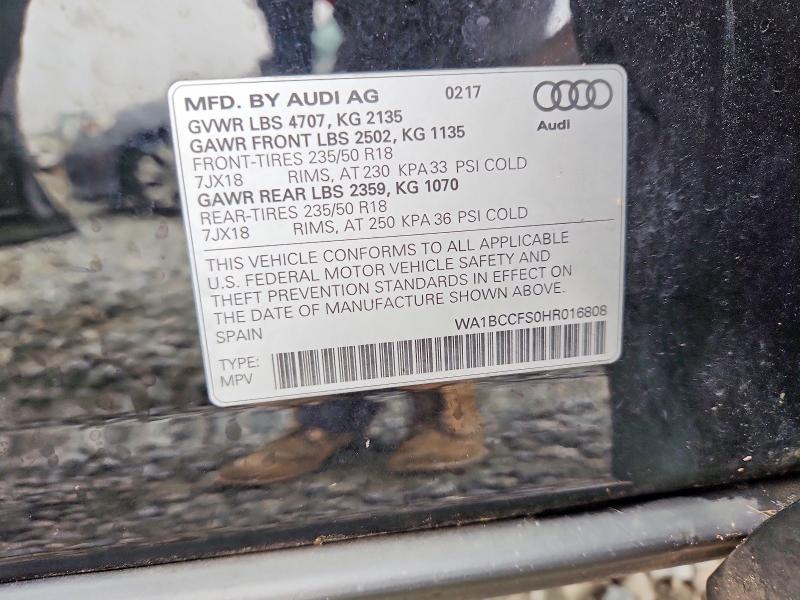 MFD. BY AUDI AG 0217
Audi
GVWR LBS 4707, KG 2135
GAWR FRONT LBS 2502, KG 1135
FRONT-TIRES 235/50 R18
7JX18 RIMS, AT 230 KPA 33 PSI COLD
GAWR REAR LBS 2359, KG 1070
REAR-TIRES 235/50 R18
7JX18 RIMS, AT 250 KPA 36 PSI COLD
THIS VEHICLE CONFORMS TO ALL APPLICABLE
U.S. FEDERAL MOTOR VEHICLE SAFETY AND
THEFT PREVENTION STANDARDS IN EFFECT ON
THE DATE OF MANUFACTURE SHOWN ABOVE.
SPAIN WA1BCCFS0HR016808
TYPE:
MPV